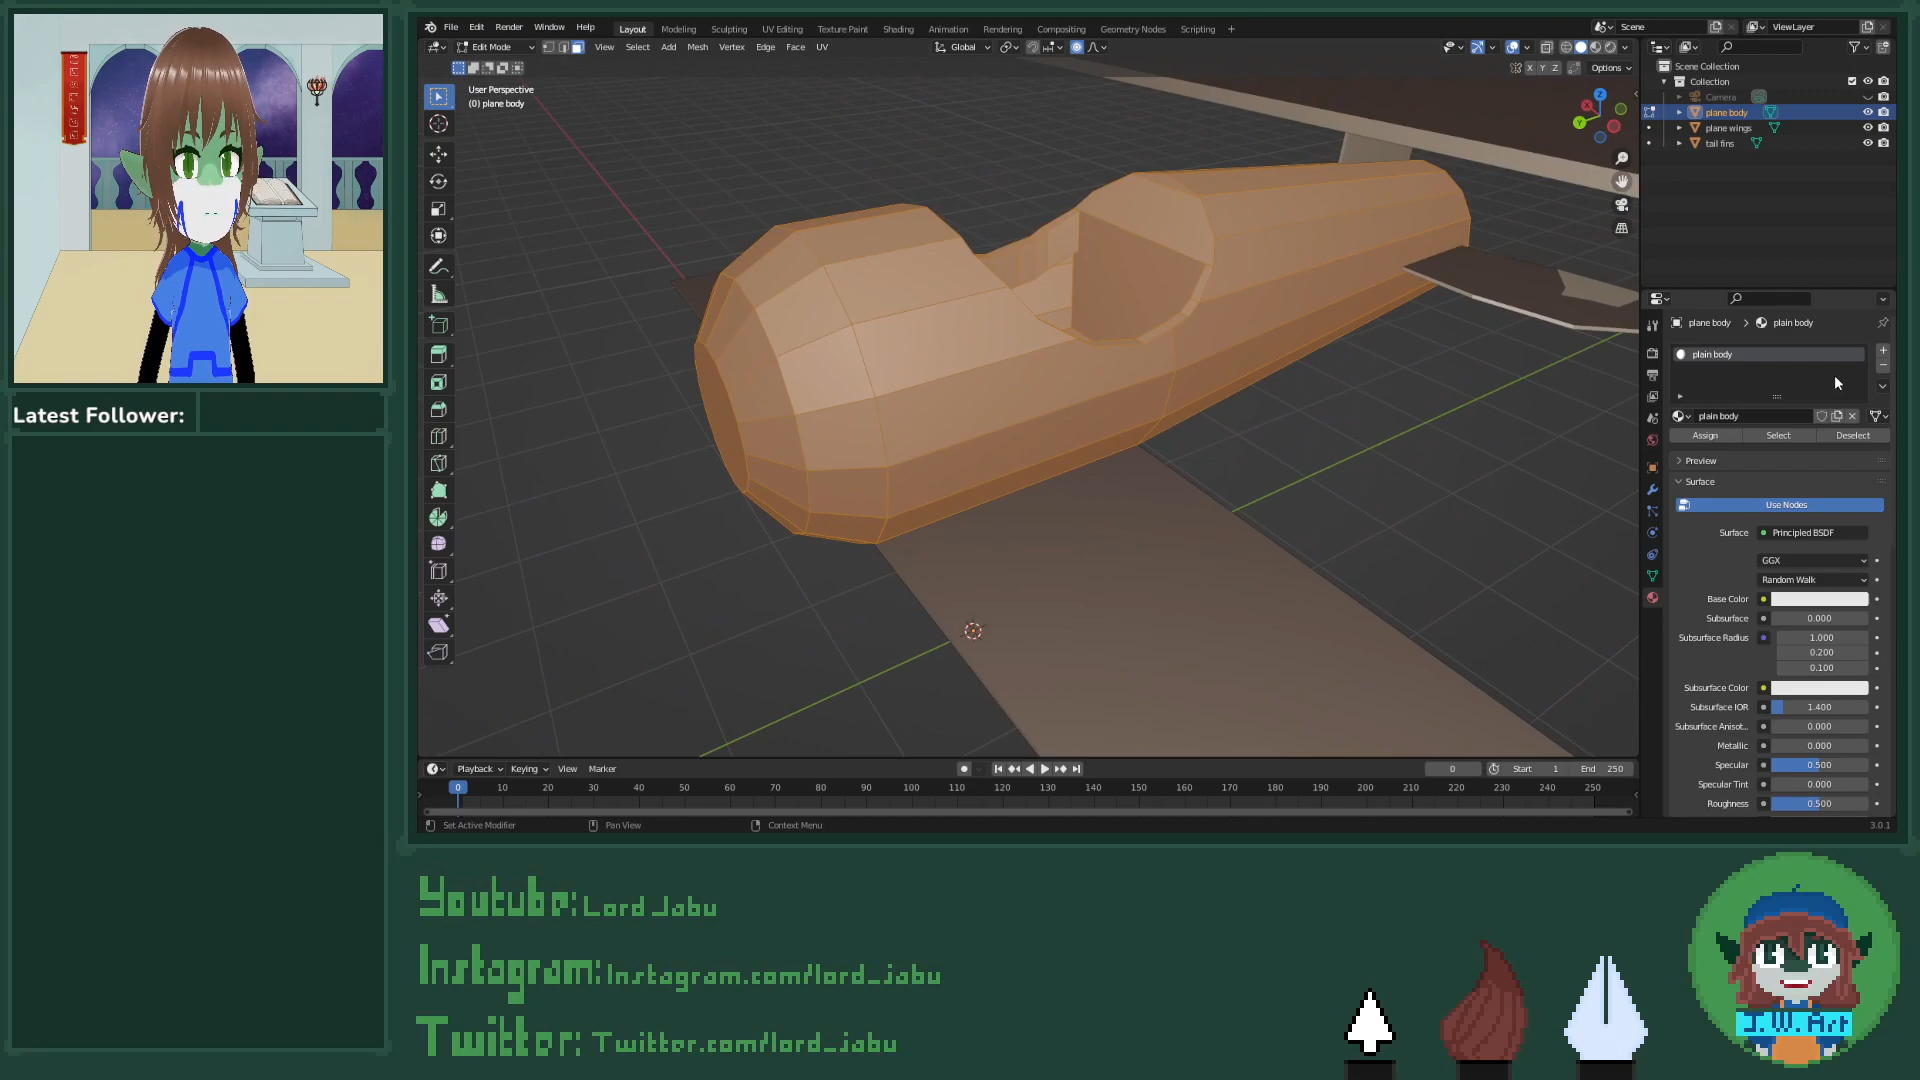 File Edit Render Window Help Layout Modeling Sculpting UV Editing Texture Paint Shading Animation Rendering Compositing Geometry Nodes Scripting + Scene ViewLayer
Edit Mode View Select Add Mesh Vertex Edge Face UV Global
X Y Z Options
User Perspective
(0) plane body
Z
Y
Scene Collection
Collection
Camera
plane body
plane wings
tail fins
plane body > plain body
plain body
plain body
Assign Select Deselect
Preview
Surface
Use Nodes
Surface Principled BSDF
GGX
Random Walk
Base Color
Subsurface 0.000
Subsurface Radius 1.000
0.200
0.100
Subsurface Color
Subsurface IOR 1.400
Subsurface Anisot... 0.000
Metallic 0.000
Specular 0.500
Specular Tint 0.000
Roughness 0.500
Playback Keying View Marker 0 Start 1 End 250
0 10 20 30 40 50 60 70 80 90 100 110 120 130 140 150 160 170 180 190 200 210 220 230 240 250
Set Active Modifier Pan View Context Menu 3.0.1
Latest Follower:
Youtube: Lord Jabu
Instagram: Instagram.com/lord_jabu
Twitter: Twitter.com/lord_jabu
J.W. Art